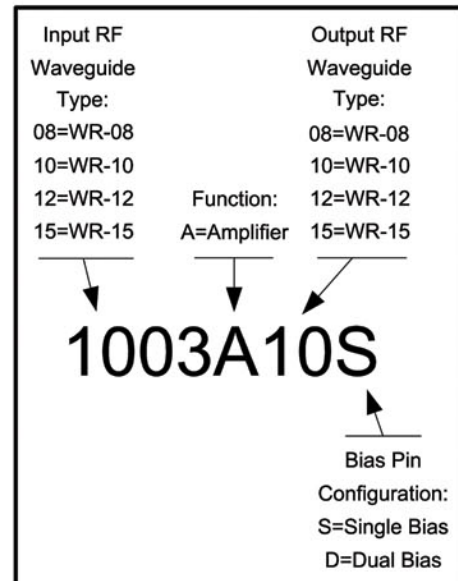 Input RF
Waveguide
Type:
08=WR-08
10=WR-10
12=WR-12
15=WR-15
Function:
A=Amplifier
Output RF
Waveguide
Type:
08=WR-08
10=WR-10
12=WR-12
15=WR-15
1003A10S
Bias Pin
Configuration:
S=Single Bias
D=Dual Bias